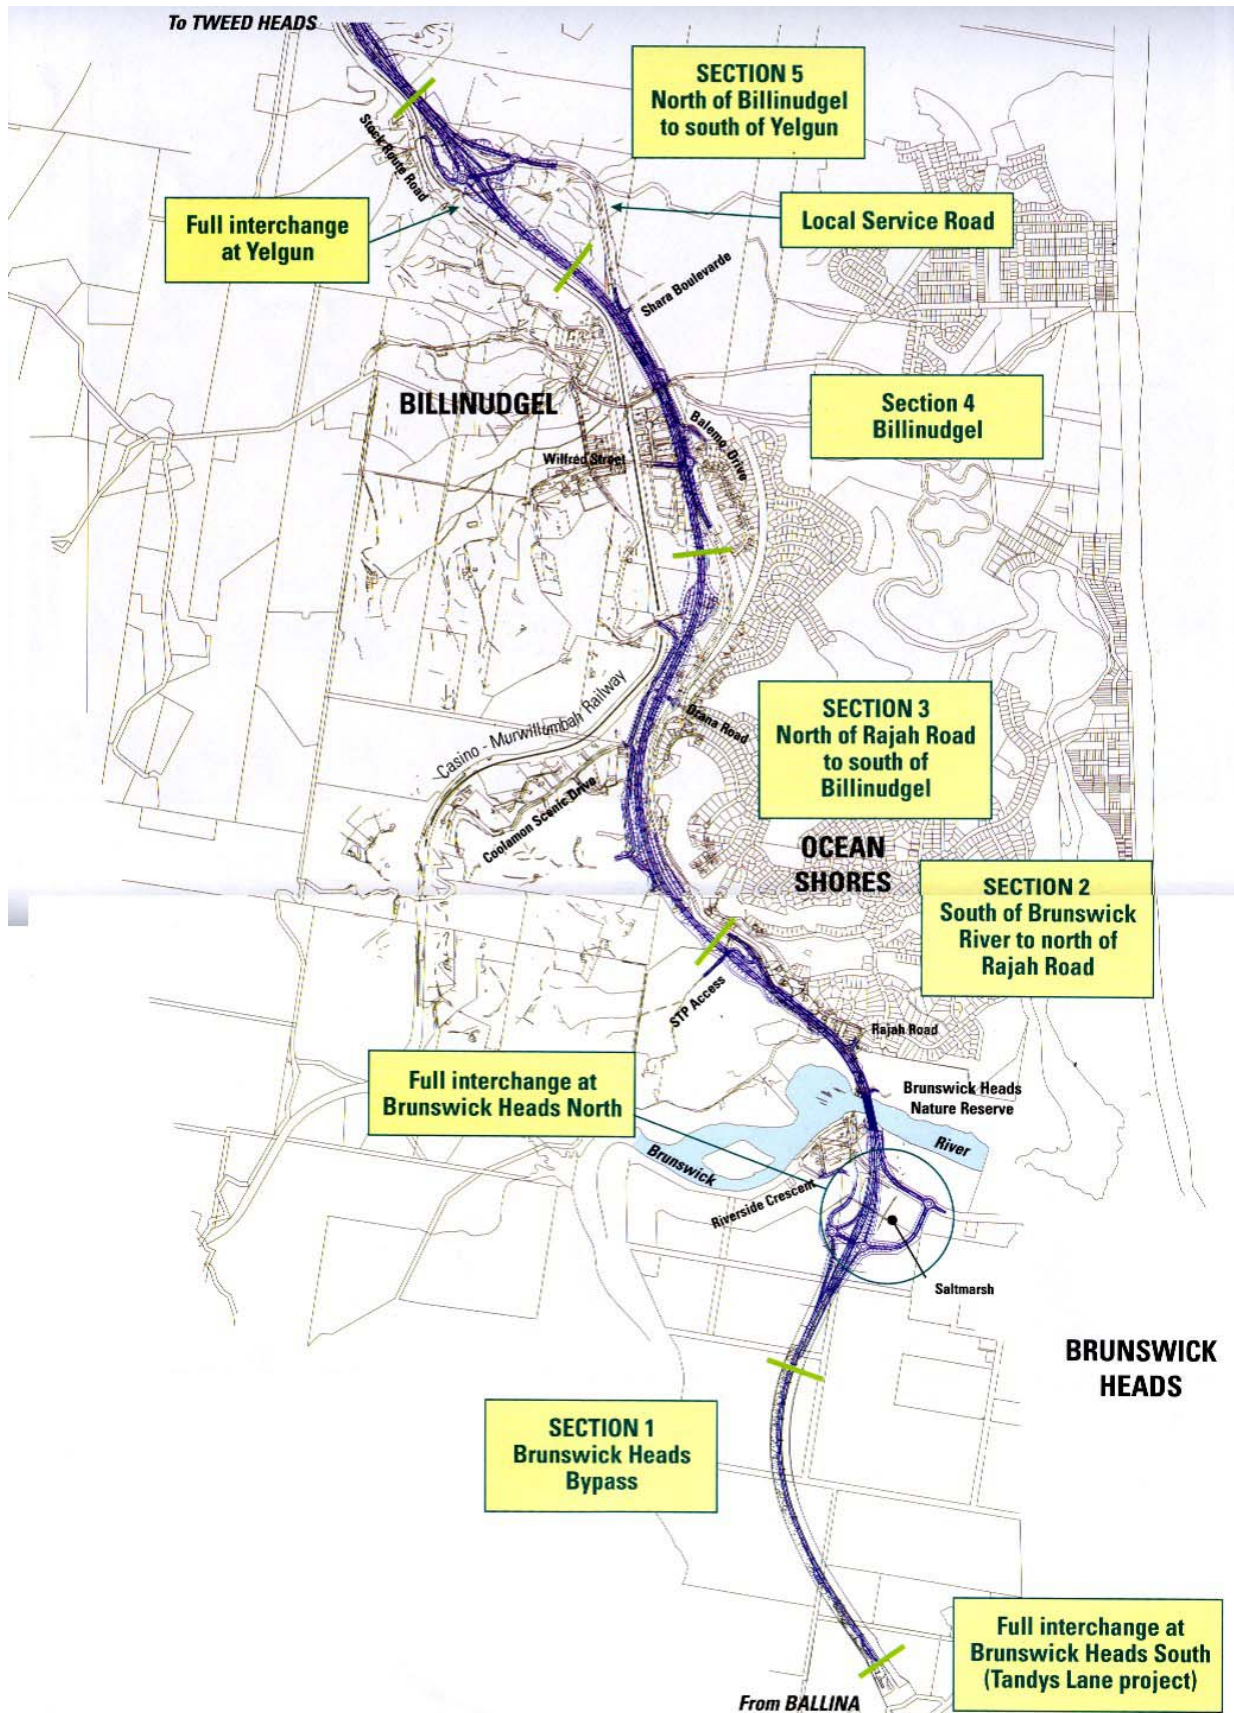 To TWEED HEADS
SECTION 5
North of Billinudgel
to south of Yelgun
Stock Route Road
Full interchange
at Yelgun
Local Service Road
Shara Boulevarde
BILLINUDGEL
Section 4
Billinudgel
Balemo Drive
Wilfred Street
Casino - Murwillumbah Railway
Orana Road
SECTION 3
North of Rajah Road
to south of
Billinudgel
Coolamon Scenic Drive
OCEAN
SHORES
SECTION 2
South of Brunswick
River to north of
Rajah Road
STP Access
Rajah Road
Full interchange at
Brunswick Heads North
Brunswick Heads
Nature Reserve
River
Brunswick
Riverside Crescent
Saltmarsh
BRUNSWICK
HEADS
SECTION 1
Brunswick Heads
Bypass
Full interchange at
Brunswick Heads South
(Tandys Lane project)
From BALLINA